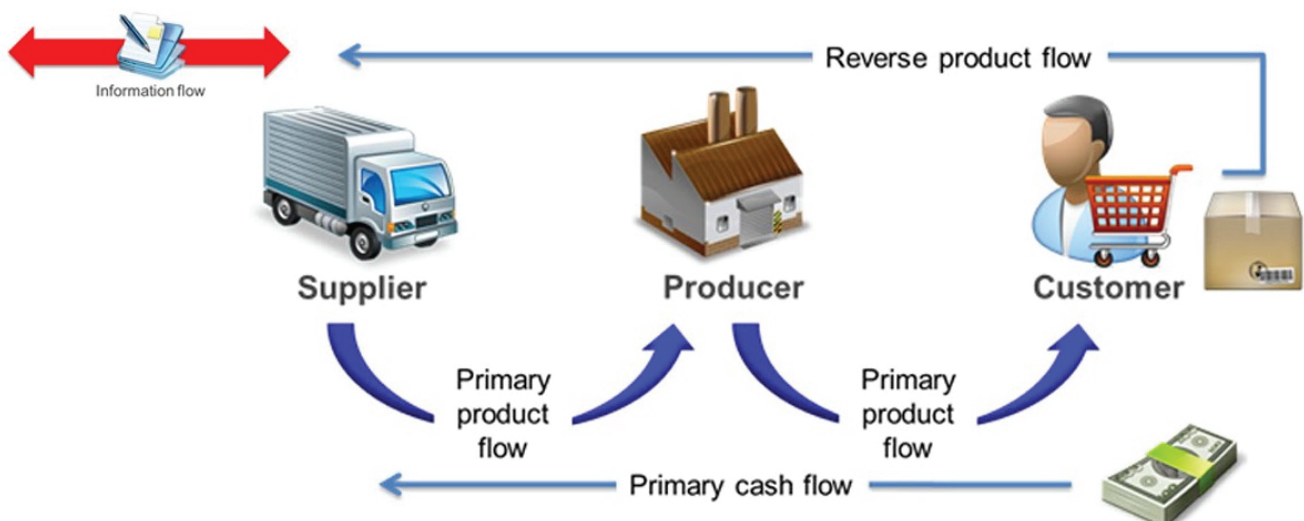 Reverse product flow
Information flow
Supplier
Producer
Customer
Primary
product
flow
Primary
product
flow
Primary cash flow